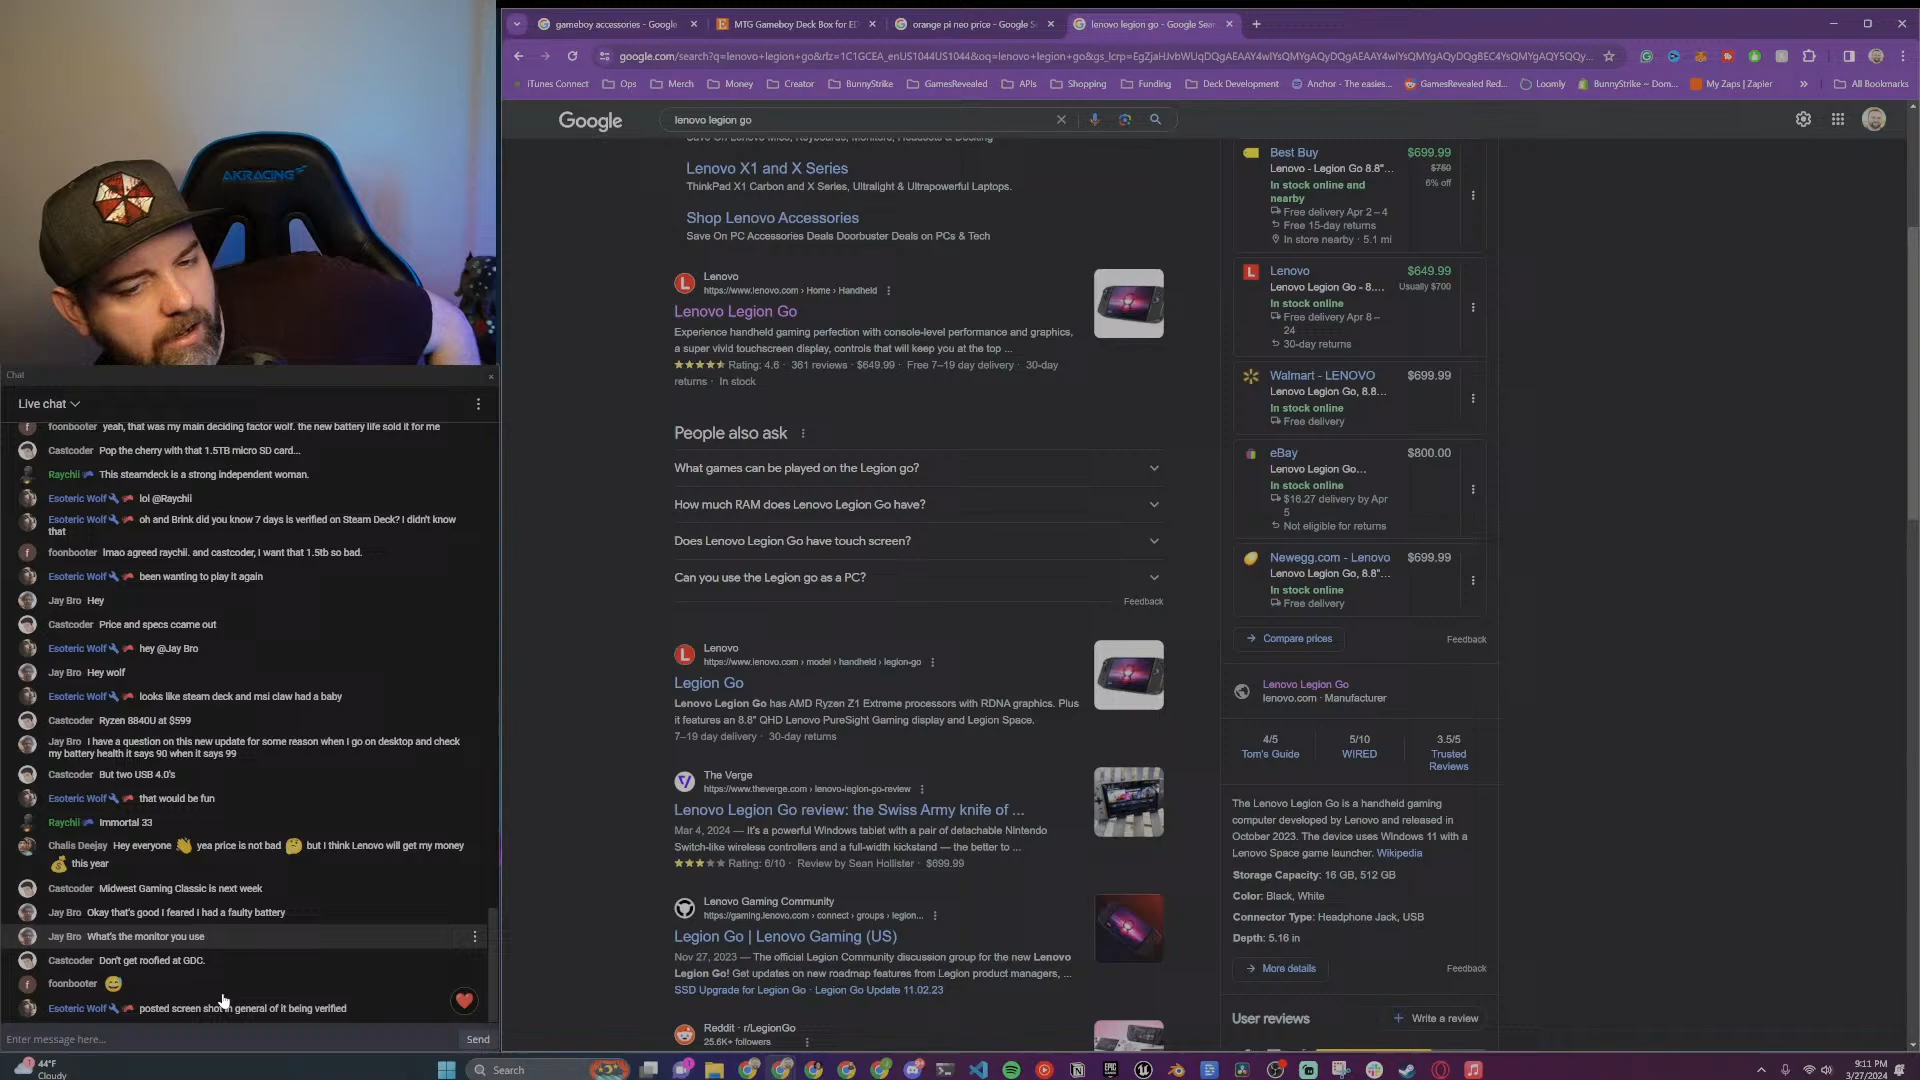 gameboy accessories - Google
MTG Gameboy Deck Box for ED
orange pi neo price - Google S
lenovo legion go - Google Sear
google.com/search?q=lenovo+legion+go&rlz=1C1GCEA_enUS1044US1044&oq=lenovo+legion+go&gs_lcrp=
iTunes Connect
Ops
Merch
Money
Creator
BunnyStrike
GamesRevealed
APIs
Shopping
Funding
Deck Development
Anchor - The easies...
GamesRevealed Red...
Loomly
BunnyStrike ~ Dom...
My Zaps | Zapier
All Bookmarks
Google
lenovo legion go
AKRACING
Lenovo X1 and X Series
ThinkPad X1 Carbon and X Series, Ultralight & Ultrapowerful Laptops.
Shop Lenovo Accessories
Save On PC Accessories Deals Doorbuster Deals on PCs & Tech
Lenovo
https://www.lenovo.com › Home › Handheld
Lenovo Legion Go
Experience handheld gaming perfection with console-level performance and graphics,
a super vivid touchscreen display, controls that will keep you at the top ...
Rating: 4.6 · 361 reviews · $649.99 · Free 7–19 day delivery · 30-day
returns · In stock
People also ask
What games can be played on the Legion go?
How much RAM does Lenovo Legion Go have?
Does Lenovo Legion Go have touch screen?
Can you use the Legion go as a PC?
Feedback
Lenovo
https://www.lenovo.com › model › handheld › legion-go
Legion Go
Lenovo Legion Go has AMD Ryzen Z1 Extreme processors with RDNA graphics. Plus
it features an 8.8" QHD Lenovo PureSight Gaming display and Legion Space.
7–19 day delivery · 30-day returns
The Verge
https://www.theverge.com › lenovo-legion-go-review
Lenovo Legion Go review: the Swiss Army knife of ...
Mar 4, 2024 — It's a powerful Windows tablet with a pair of detachable Nintendo
Switch-like wireless controllers and a full-width kickstand — the better to ...
Rating: 6/10 · Review by Sean Hollister · $699.99
Lenovo Gaming Community
https://gaming.lenovo.com › connect › groups › legion...
Legion Go | Lenovo Gaming (US)
Nov 27, 2023 — The official Legion Community discussion group for the new Lenovo
Legion Go! Get updates on new roadmap features from Legion product managers, ...
SSD Upgrade for Legion Go · Legion Go Update 11.02.23
Reddit · r/LegionGo
25.6K+ followers
Best Buy $699.99
Lenovo - Legion Go 8.8"... $750
In stock online and 6% off
nearby
Free delivery Apr 2 – 4
Free 15-day returns
In store nearby · 5.1 mi
Lenovo $649.99
Lenovo Legion Go - 8.... Usually $700
In stock online
Free delivery Apr 8 –
24
30-day returns
Walmart - LENOVO $699.99
Lenovo Legion Go, 8.8...
In stock online
Free delivery
eBay $800.00
Lenovo Legion Go...
In stock online
$16.27 delivery by Apr
5
Not eligible for returns
Newegg.com - Lenovo $699.99
Lenovo Legion Go, 8.8"...
In stock online
Free delivery
Compare prices
Feedback
Lenovo Legion Go
lenovo.com · Manufacturer
4/5 5/10 3.5/5
Tom's Guide WIRED Trusted
Reviews
The Lenovo Legion Go is a handheld gaming
computer developed by Lenovo and released in
October 2023. The device uses Windows 11 with a
Lenovo Space game launcher. Wikipedia
Storage Capacity: 16 GB, 512 GB
Color: Black, White
Connector Type: Headphone Jack, USB
Depth: 5.16 in
More details
Feedback
User reviews
Write a review
Chat
Live chat
foonbooter yeah, that was my main deciding factor wolf. the new battery life sold it for me
Castcoder Pop the cherry with that 1.5TB micro SD card...
Raychii This steamdeck is a strong independent woman.
Esoteric Wolf lol @Raychii
Esoteric Wolf oh and Brink did you know 7 days is verified on Steam Deck? I didn't know
that
foonbooter lmao agreed raychii. and castcoder, I want that 1.5tb so bad.
Esoteric Wolf been wanting to play it again
Jay Bro Hey
Castcoder Price and specs ccame out
Esoteric Wolf hey @Jay Bro
Jay Bro Hey wolf
Esoteric Wolf looks like steam deck and msi claw had a baby
Castcoder Ryzen 8840U at $599
Jay Bro I have a question on this new update for some reason when I go on desktop and check
my battery health it says 90 when it says 99
Castcoder But two USB 4.0's
Esoteric Wolf that would be fun
Raychii Immortal 33
Chalis Deejay Hey everyone 👋 yea price is not bad 🤔 but I think Lenovo will get my money
💰 this year
Castcoder Midwest Gaming Classic is next week
Jay Bro Okay that's good I feared I had a faulty battery
Jay Bro What's the monitor you use
Castcoder Don't get roofied at GDC.
foonbooter 😅
Esoteric Wolf posted screen shot in general of it being verified
Enter message here...
Send
44°F
Cloudy
Search
9:11 PM
3/27/2024